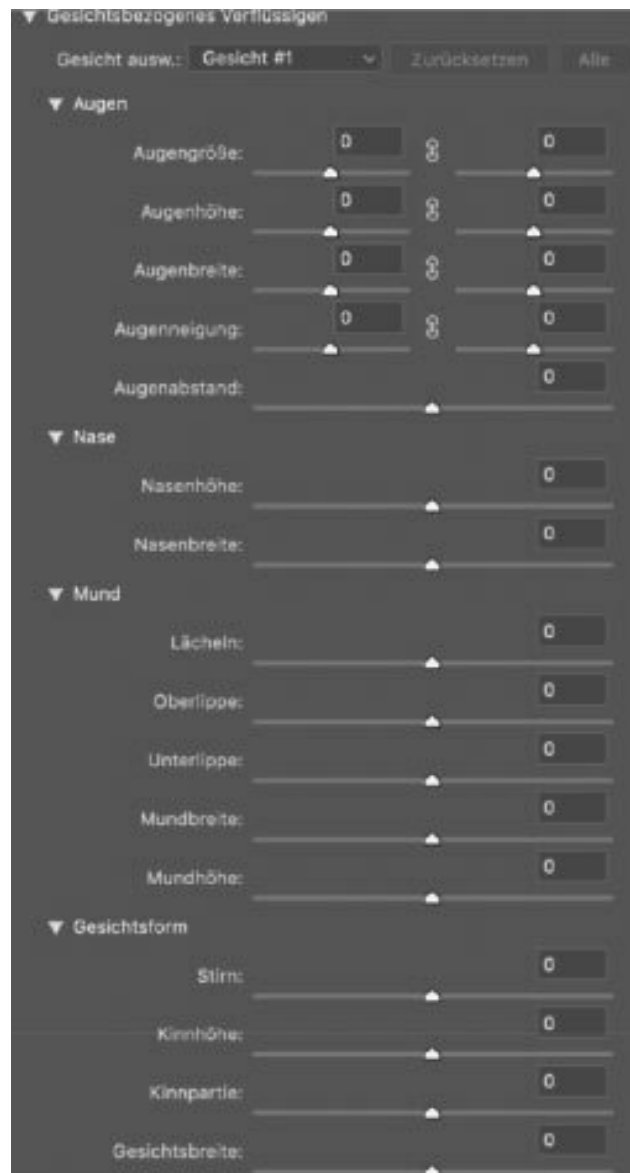 Gesichtsbezogenes Verflüssigen
Gesicht ausw.: Gesicht #1 Zurücksetzen Alle
Augen
Augengröße: 0 0
Augenhöhe: 0 0
Augenbreite: 0 0
Augenneigung: 0 0
Augenabstand: 0
Nase
Nasenhöhe: 0
Nasenbreite: 0
Mund
Lächeln: 0
Oberlippe: 0
Unterlippe: 0
Mundbreite: 0
Mundhöhe: 0
Gesichtsform
Stirn: 0
Kinnhöhe: 0
Kinnpartie: 0
Gesichtsbreite: 0